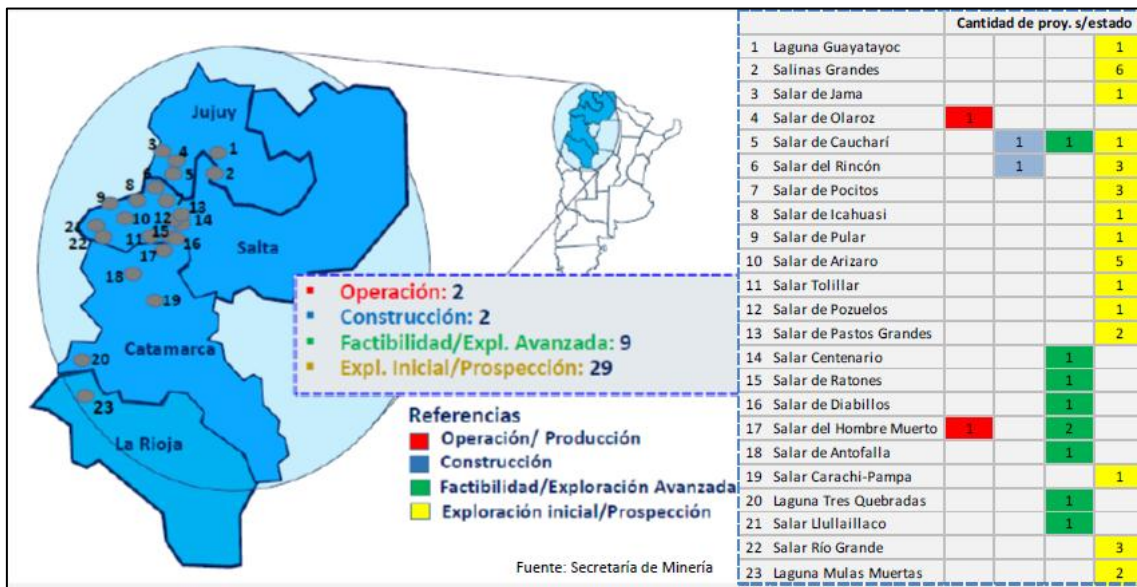 Jujuy
3
4
1
5
2
6
8
7
9
13
10
12
14
21
22
11
15
16
17
Salta
18
19
Catamarca
20
23
La Rioja
Operación: 2
Construcción: 2
Factibilidad/Expl. Avanzada: 9
Expl. Inicial/Prospección: 29
Referencias
Operación/ Producción
Construcción
Factibilidad/Exploración Avanzada
Exploración inicial/Prospección
Fuente: Secretaría de Minería
Cantidad de proy. s/estado
1 Laguna Guayatayoc 1
2 Salinas Grandes 6
3 Salar de Jama 1
4 Salar de Olaroz 1
5 Salar de Caucharí 1 1 1
6 Salar del Rincón 1 3
7 Salar de Pocitos 3
8 Salar de Icahuasi 1
9 Salar de Pular 1
10 Salar de Arizaro 5
11 Salar Tolillar 1
12 Salar de Pozuelos 1
13 Salar de Pastos Grandes 2
14 Salar Centenario 1
15 Salar de Ratones 1
16 Salar de Diabillos 1
17 Salar del Hombre Muerto 1 2
18 Salar de Antofalla 1
19 Salar Carachi-Pampa 1
20 Laguna Tres Quebradas 1
21 Salar Llullaillaco 1
22 Salar Río Grande 3
23 Laguna Mulas Muertas 2